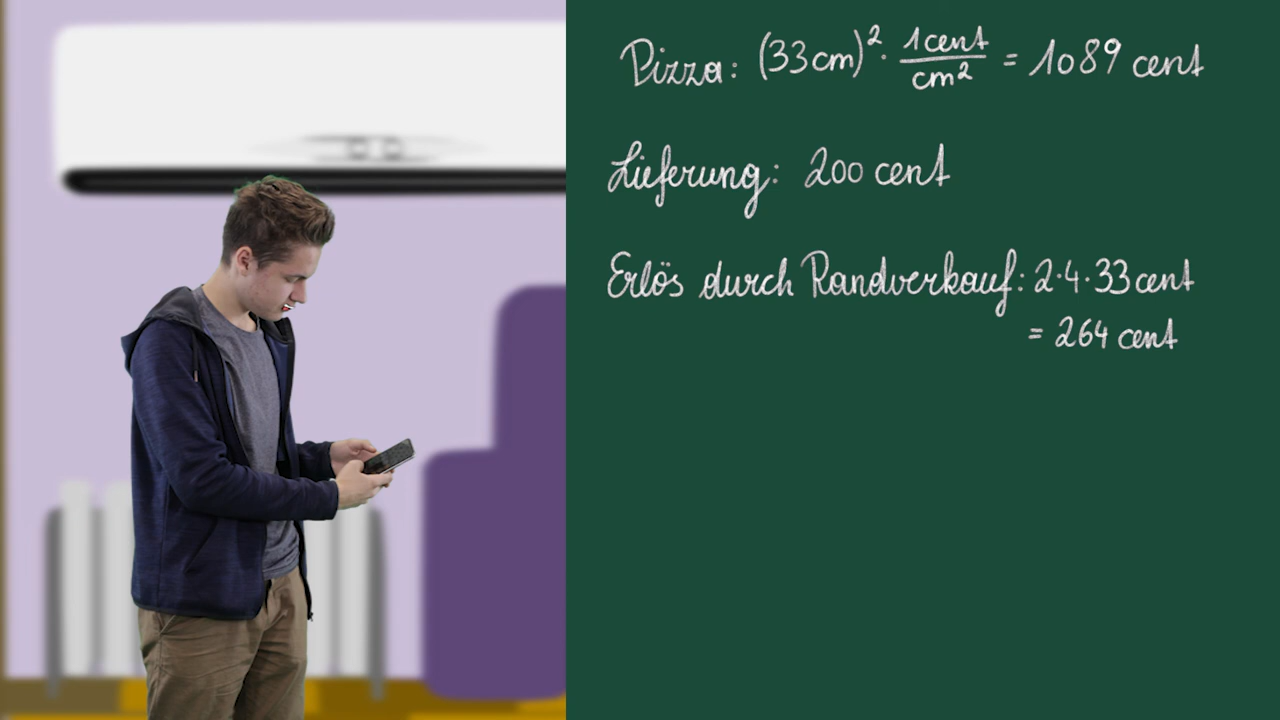 Pizza: (33cm)² · 1cent/cm² = 1089 cent
Lieferung: 200 cent
Erlös durch Randverkauf: 2·4·33cent
= 264 cent